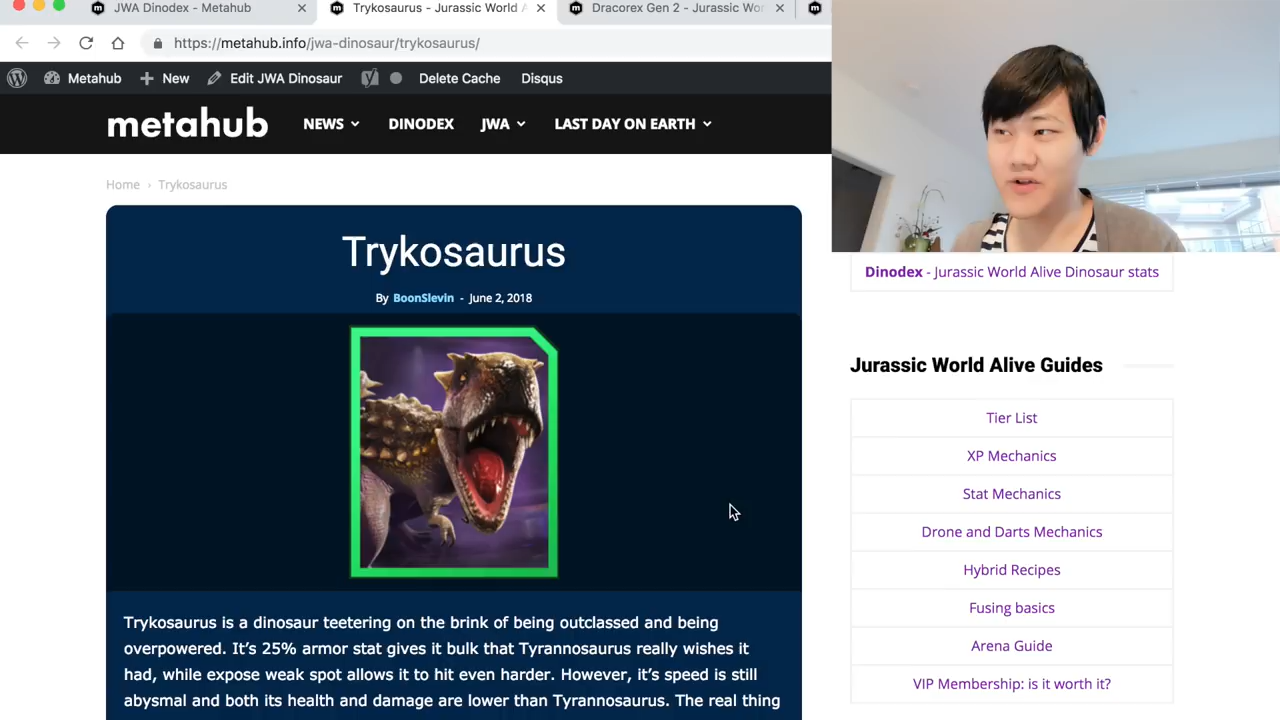 JWA Dinodex - Metahub
Trykosaurus - Jurassic World A
Dracorex Gen 2 - Jurassic Wor
https://metahub.info/jwa-dinosaur/trykosaurus/
Metahub
New
Edit JWA Dinosaur
Delete Cache
Disqus
metahub
NEWS
DINODEX
JWA
LAST DAY ON EARTH
Home › Trykosaurus
Trykosaurus
By BoonSlevin - June 2, 2018
Trykosaurus is a dinosaur teetering on the brink of being outclassed and being
overpowered. It's 25% armor stat gives it bulk that Tyrannosaurus really wishes it
had, while expose weak spot allows it to hit even harder. However, it's speed is still
abysmal and both its health and damage are lower than Tyrannosaurus. The real thing
Dinodex - Jurassic World Alive Dinosaur stats
Jurassic World Alive Guides
Tier List
XP Mechanics
Stat Mechanics
Drone and Darts Mechanics
Hybrid Recipes
Fusing basics
Arena Guide
VIP Membership: is it worth it?